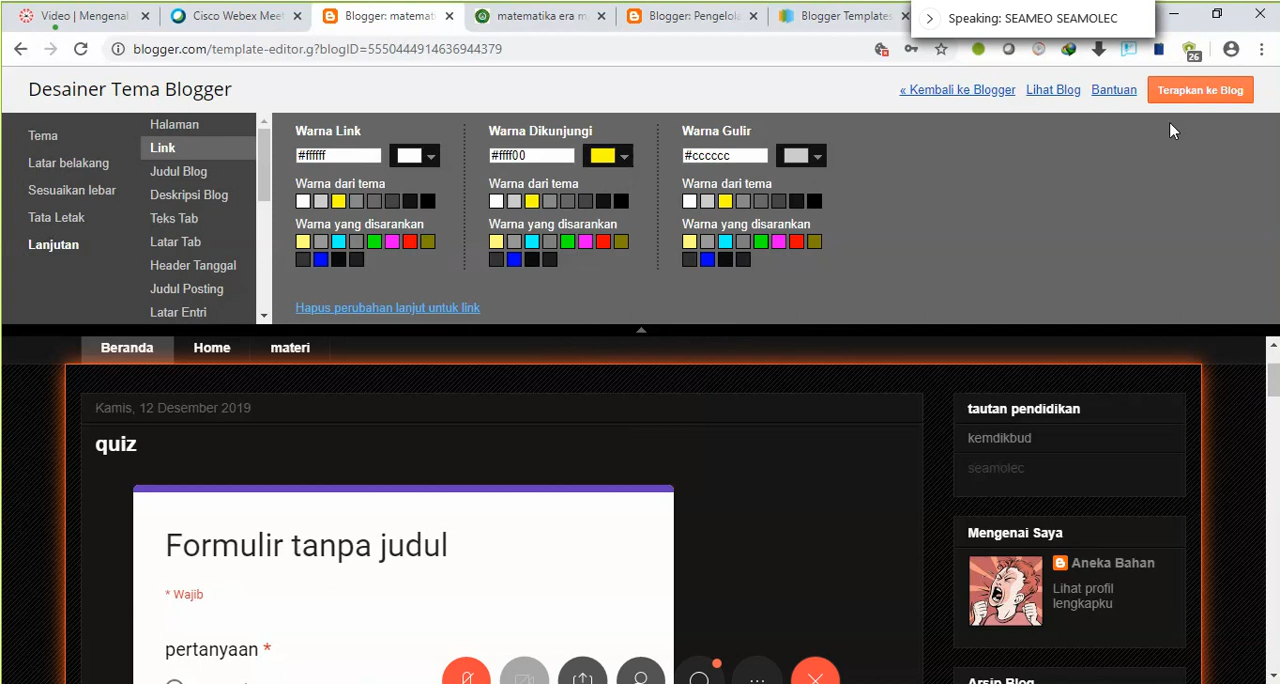 Video | Mengenal
Cisco Webex Meet
Blogger: matemati
matematika era m
Blogger: Pengelola
Blogger Templates
Speaking: SEAMEO SEAMOLEC
blogger.com/template-editor.g?blogID=5550444914636944379
26
Desainer Tema Blogger
« Kembali ke Blogger
Lihat Blog
Bantuan
Terapkan ke Blog
Tema
Latar belakang
Sesuaikan lebar
Tata Letak
Lanjutan
Halaman
Link
Judul Blog
Deskripsi Blog
Teks Tab
Latar Tab
Header Tanggal
Judul Posting
Latar Entri
Warna Link
#ffffff
Warna dari tema
Warna yang disarankan
Warna Dikunjungi
#ffff00
Warna dari tema
Warna yang disarankan
Warna Gulir
#cccccc
Warna dari tema
Warna yang disarankan
Hapus perubahan lanjut untuk link
Beranda
Home
materi
Kamis, 12 Desember 2019
quiz
Formulir tanpa judul
* Wajib
pertanyaan *
tautan pendidikan
kemdikbud
seamolec
Mengenai Saya
Aneka Bahan
Lihat profil
lengkapku
Arsip Blog